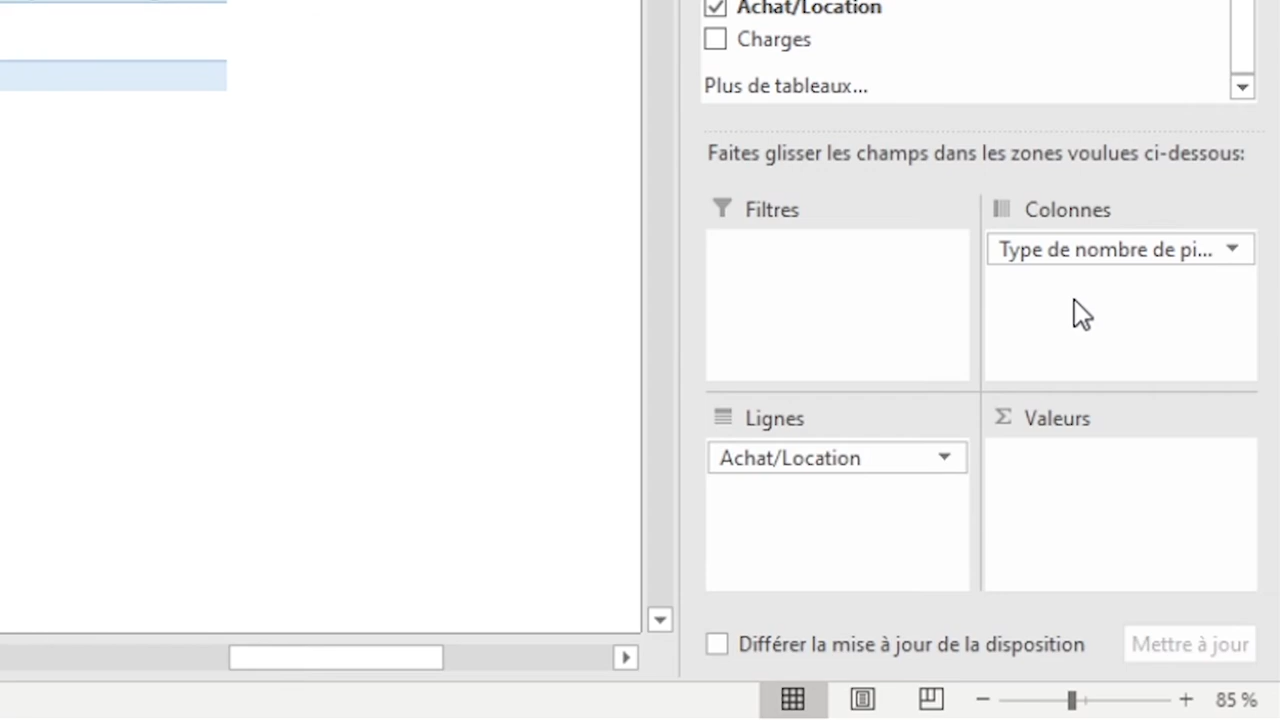 Achat/Location
Charges
Plus de tableaux...
Faites glisser les champs dans les zones voulues ci-dessous:
Filtres
Colonnes
Type de nombre de pi...
Lignes
Σ Valeurs
Achat/Location
Différer la mise à jour de la disposition
Mettre à jour
85 %